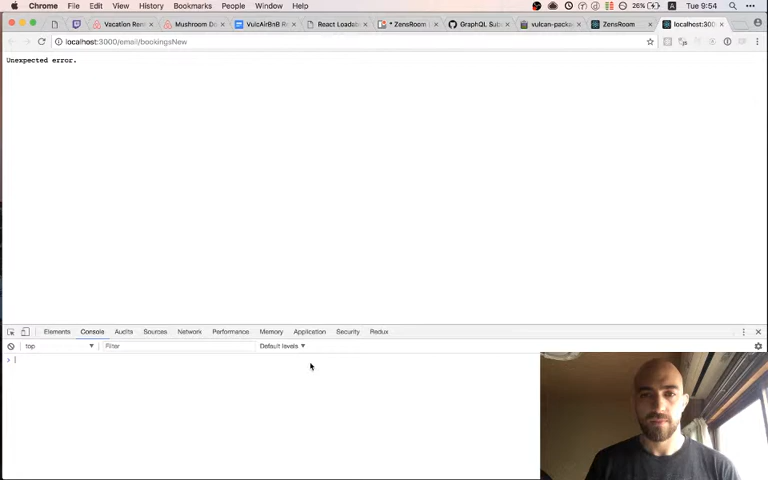 Chrome File Edit View History Bookmarks People Window Help 26% Tue 9:54
Vacation Ren Mushroom Do VulcAirBnB R React Loadab * ZensRoom GraphQL Sub vulcan-packa ZensRoom localhost:300
localhost:3000/email/bookingsNew
Unexpected error.
Elements Console Audits Sources Network Performance Memory Application Security Redux
top Filter Default levels